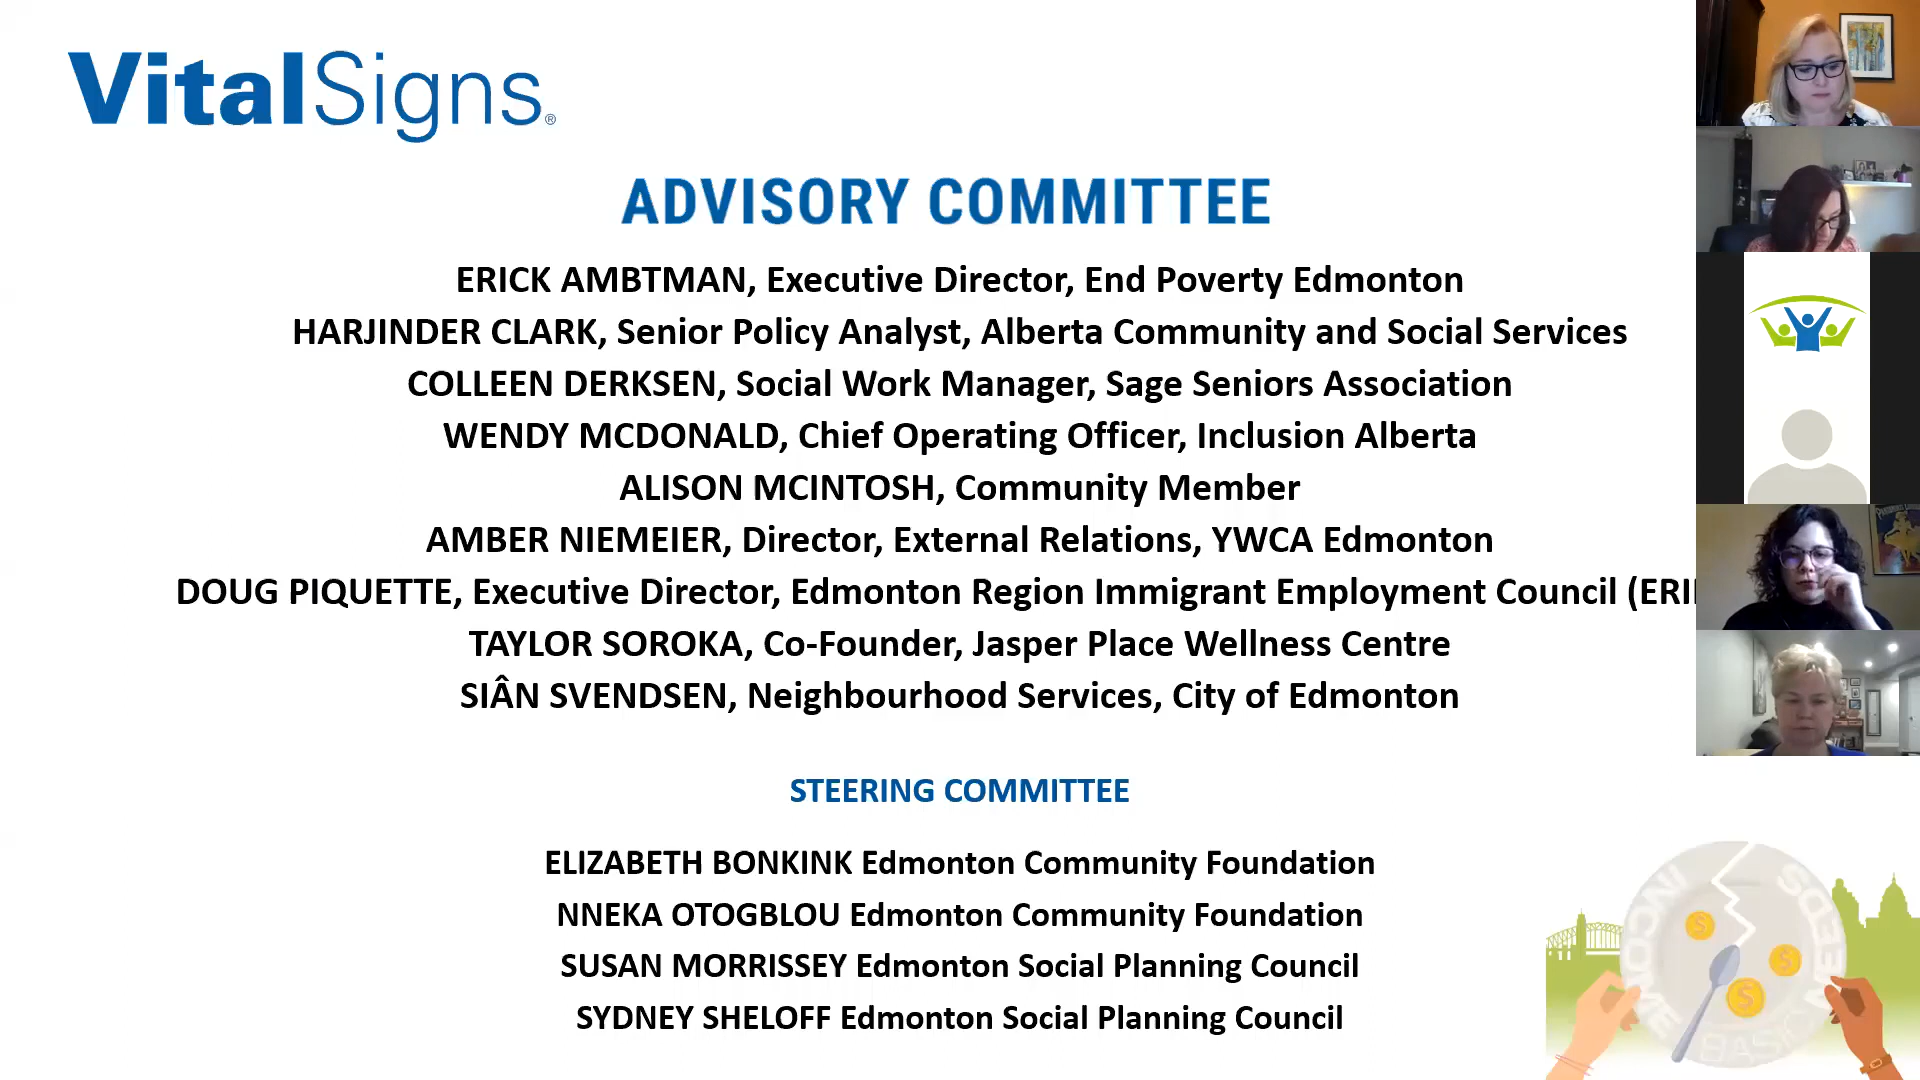 VitalSigns®
ADVISORY COMMITTEE
ERICK AMBTMAN, Executive Director, End Poverty Edmonton
HARJINDER CLARK, Senior Policy Analyst, Alberta Community and Social Services
COLLEEN DERKSEN, Social Work Manager, Sage Seniors Association
WENDY MCDONALD, Chief Operating Officer, Inclusion Alberta
ALISON MCINTOSH, Community Member
AMBER NIEMEIER, Director, External Relations, YWCA Edmonton
DOUG PIQUETTE, Executive Director, Edmonton Region Immigrant Employment Council (ERI
TAYLOR SOROKA, Co-Founder, Jasper Place Wellness Centre
SIÂN SVENDSEN, Neighbourhood Services, City of Edmonton
STEERING COMMITTEE
ELIZABETH BONKINK Edmonton Community Foundation
NNEKA OTOGBLOU Edmonton Community Foundation
SUSAN MORRISSEY Edmonton Social Planning Council
SYDNEY SHELOFF Edmonton Social Planning Council
INCOME
BASIC NEEDS